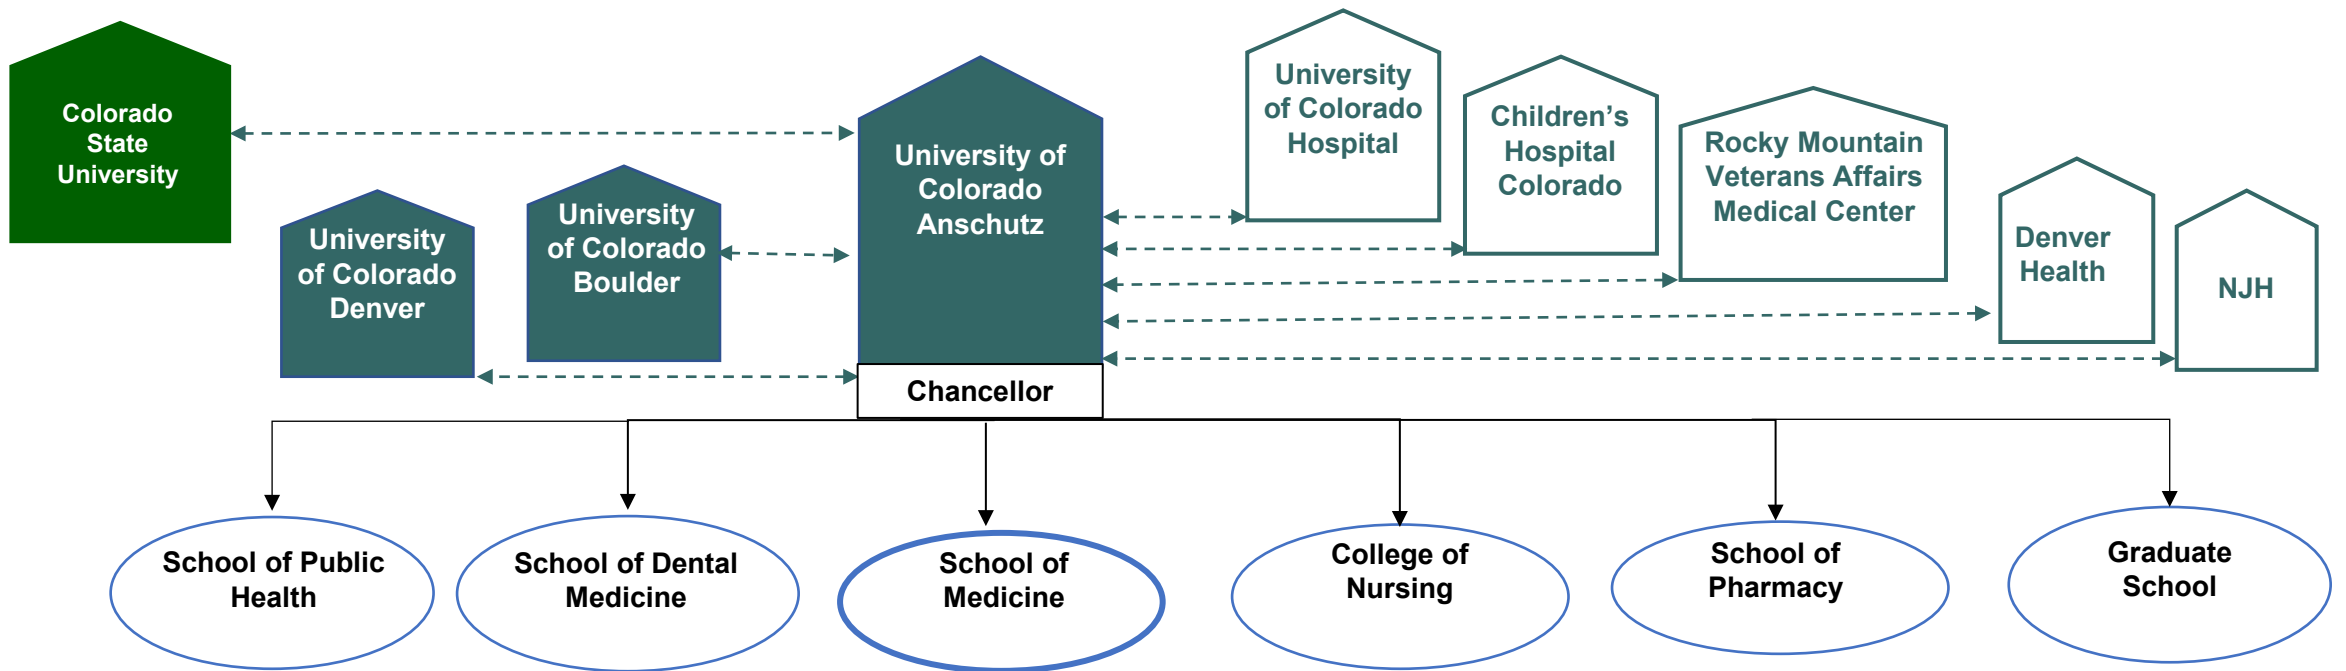 Colorado
State
University
University
of Colorado
Denver
University
of Colorado
Boulder
University of
Colorado
Anschutz
Chancellor
University
of Colorado
Hospital
Children’s
Hospital
Colorado
Rocky Mountain
Veterans Affairs
Medical Center
Denver
Health
NJH
School of Public
Health
School of Dental
Medicine
School of
Medicine
College of
Nursing
School of
Pharmacy
Graduate
School